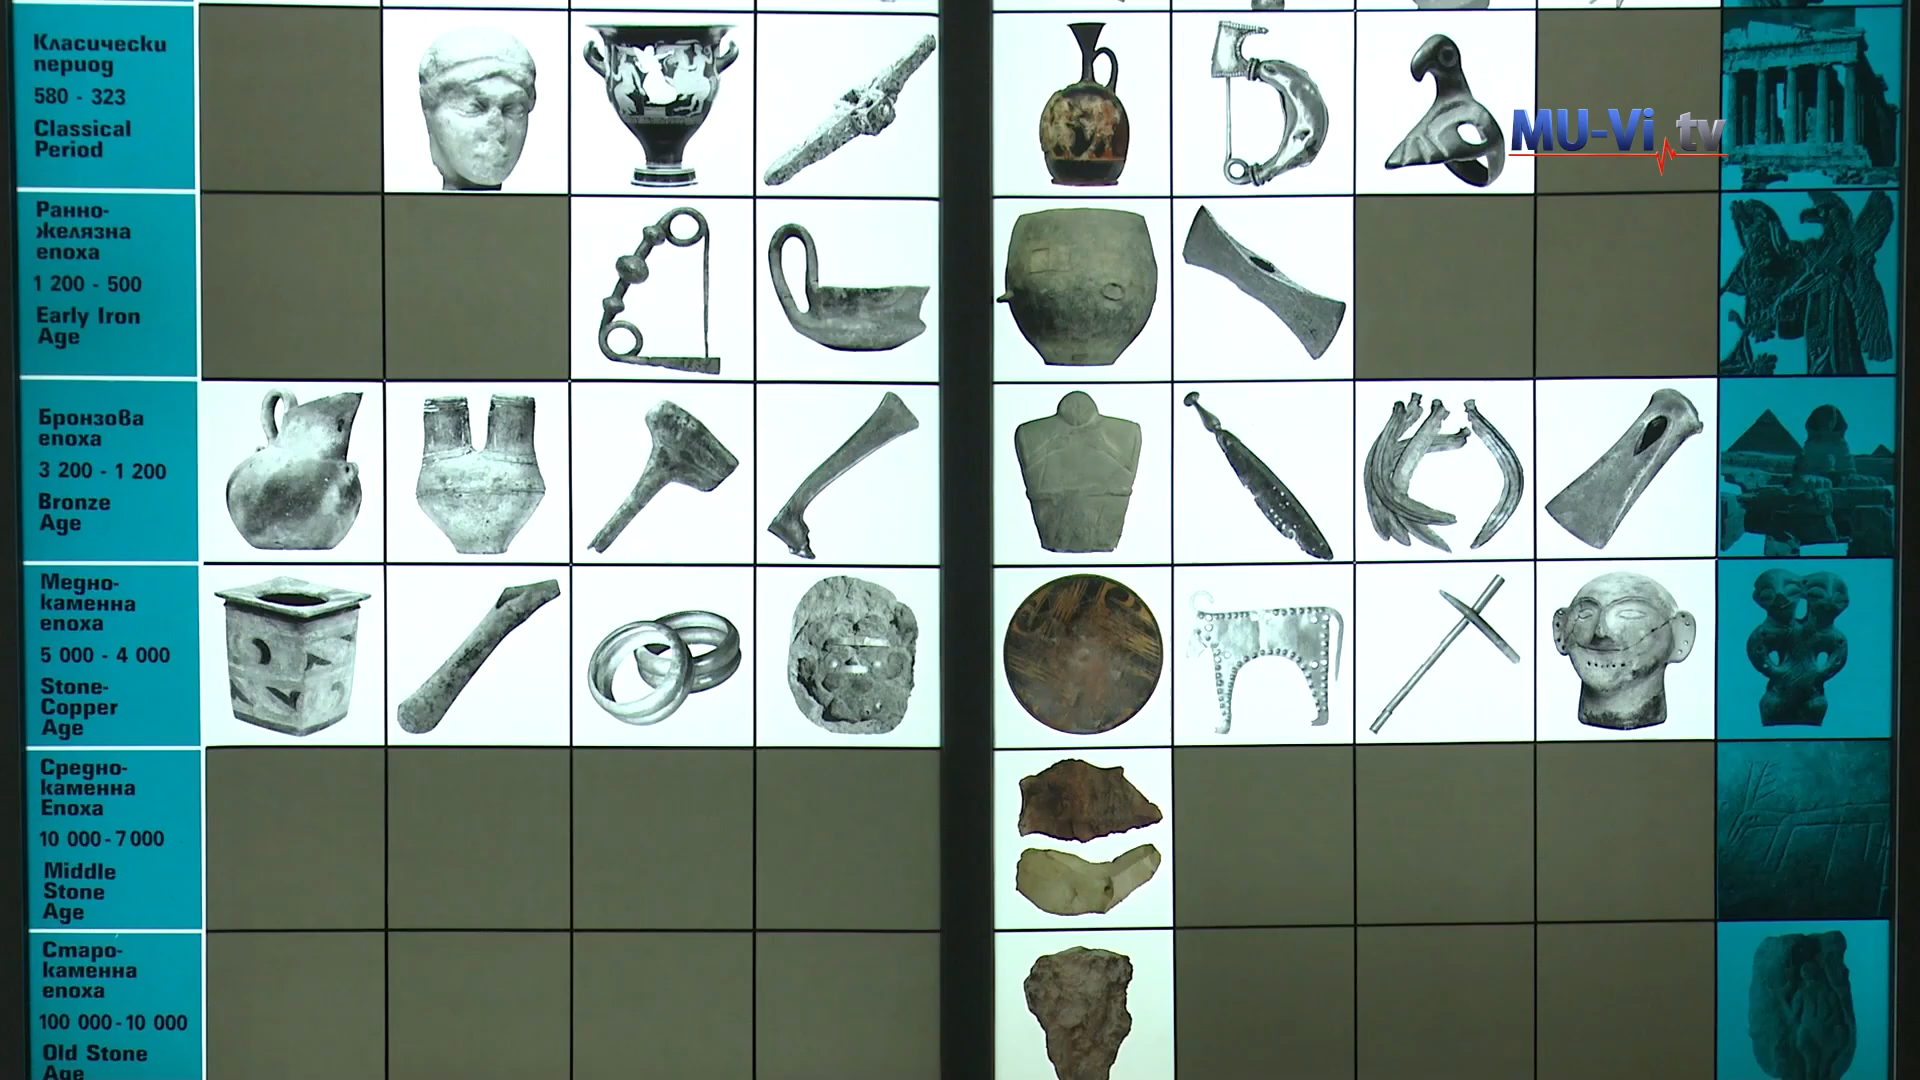 Класически
период
580 - 323
Classical
Period
MU-Vi.tv
Ранно-
желязна
епоха
1 200 - 500
Early Iron
Age
Бронзова
епоха
3 200 - 1 200
Bronze
Age
Медно-
каменна
епоха
5 000 - 4 000
Stone-
Copper
Age
Средно-
каменна
Епоха
10 000 - 7 000
Middle
Stone
Age
Старо-
каменна
епоха
100 000 - 10 000
Old Stone
Age